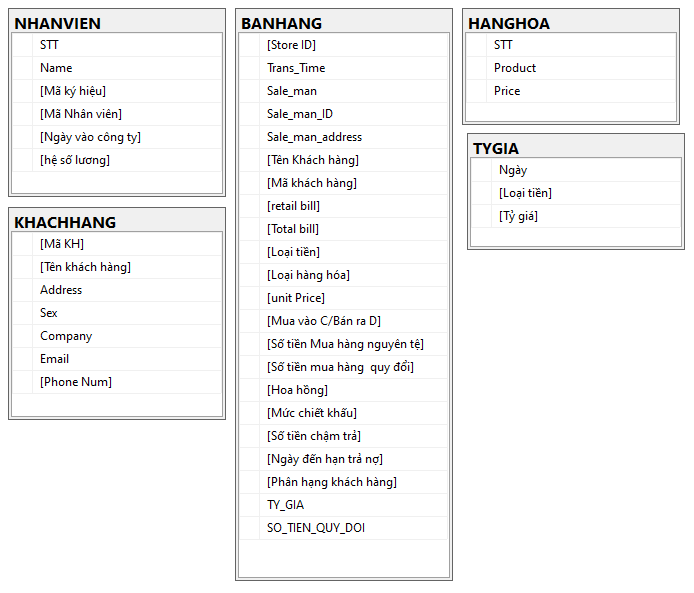 NHANVIEN
STT
Name
[Mã ký hiệu]
[Mã Nhân viên]
[Ngày vào công ty]
[hệ số lương]
KHACHHANG
[Mã KH]
[Tên khách hàng]
Address
Sex
Company
Email
[Phone Num]
BANHANG
[Store ID]
Trans_Time
Sale_man
Sale_man_ID
Sale_man_address
[Tên Khách hàng]
[Mã khách hàng]
[retail bill]
[Total bill]
[Loại tiền]
[Loại hàng hóa]
[unit Price]
[Mua vào C/Bán ra D]
[Số tiền Mua hàng nguyên tệ]
[Số tiền mua hàng  quy đổi]
[Hoa hồng]
[Mức chiết khấu]
[Số tiền chậm trả]
[Ngày đến hạn trả nợ]
[Phân hạng khách hàng]
TY_GIA
SO_TIEN_QUY_DOI
HANGHOA
STT
Product
Price
TYGIA
Ngày
[Loại tiền]
[Tỷ giá]